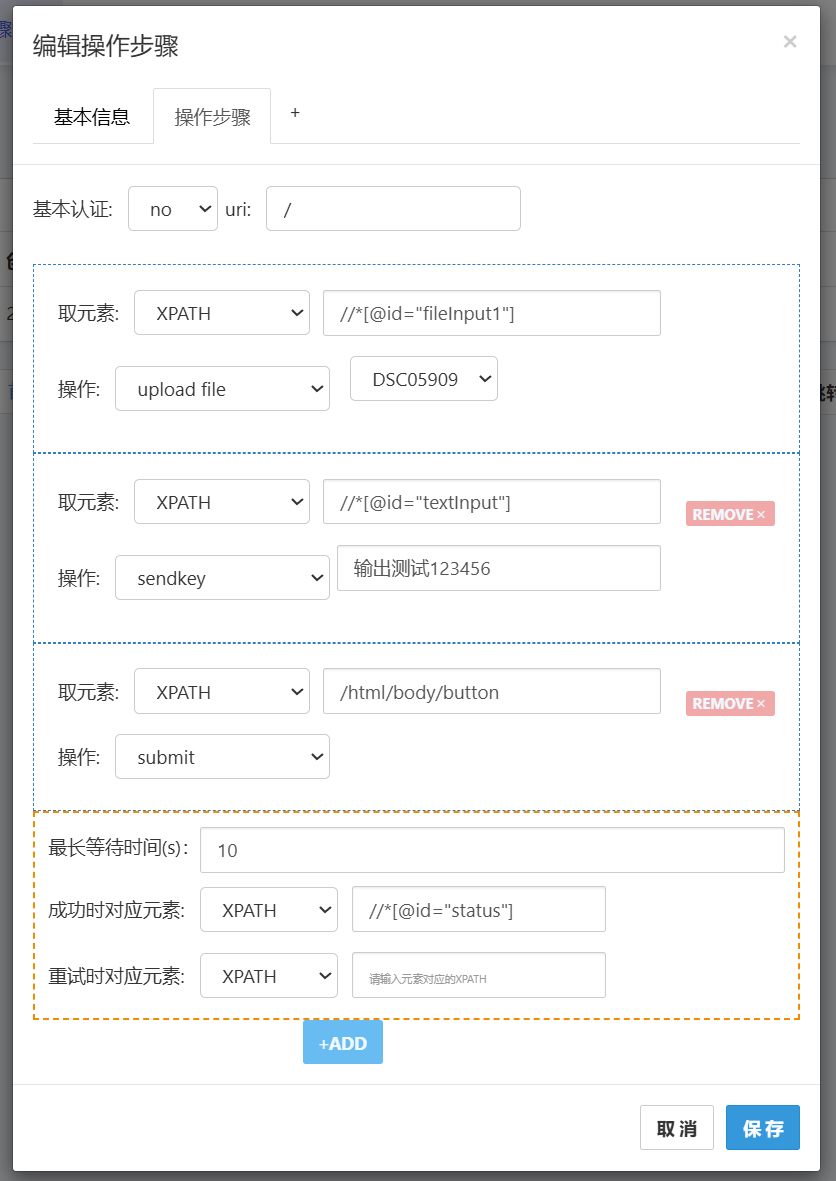 编辑操作步骤 ×
基本信息 操作步骤 +
基本认证: no uri: /
取元素: XPATH //*[@id="fileInput1"]
操作: upload file DSC05909
取元素: XPATH //*[@id="textInput"]
REMOVE ×
操作: sendkey 输出测试123456
取元素: XPATH /html/body/button
REMOVE ×
操作: submit
最长等待时间(s): 10
成功时对应元素: XPATH //*[@id="status"]
重试时对应元素: XPATH 请输入元素对应的XPATH
+ADD
取消 保存